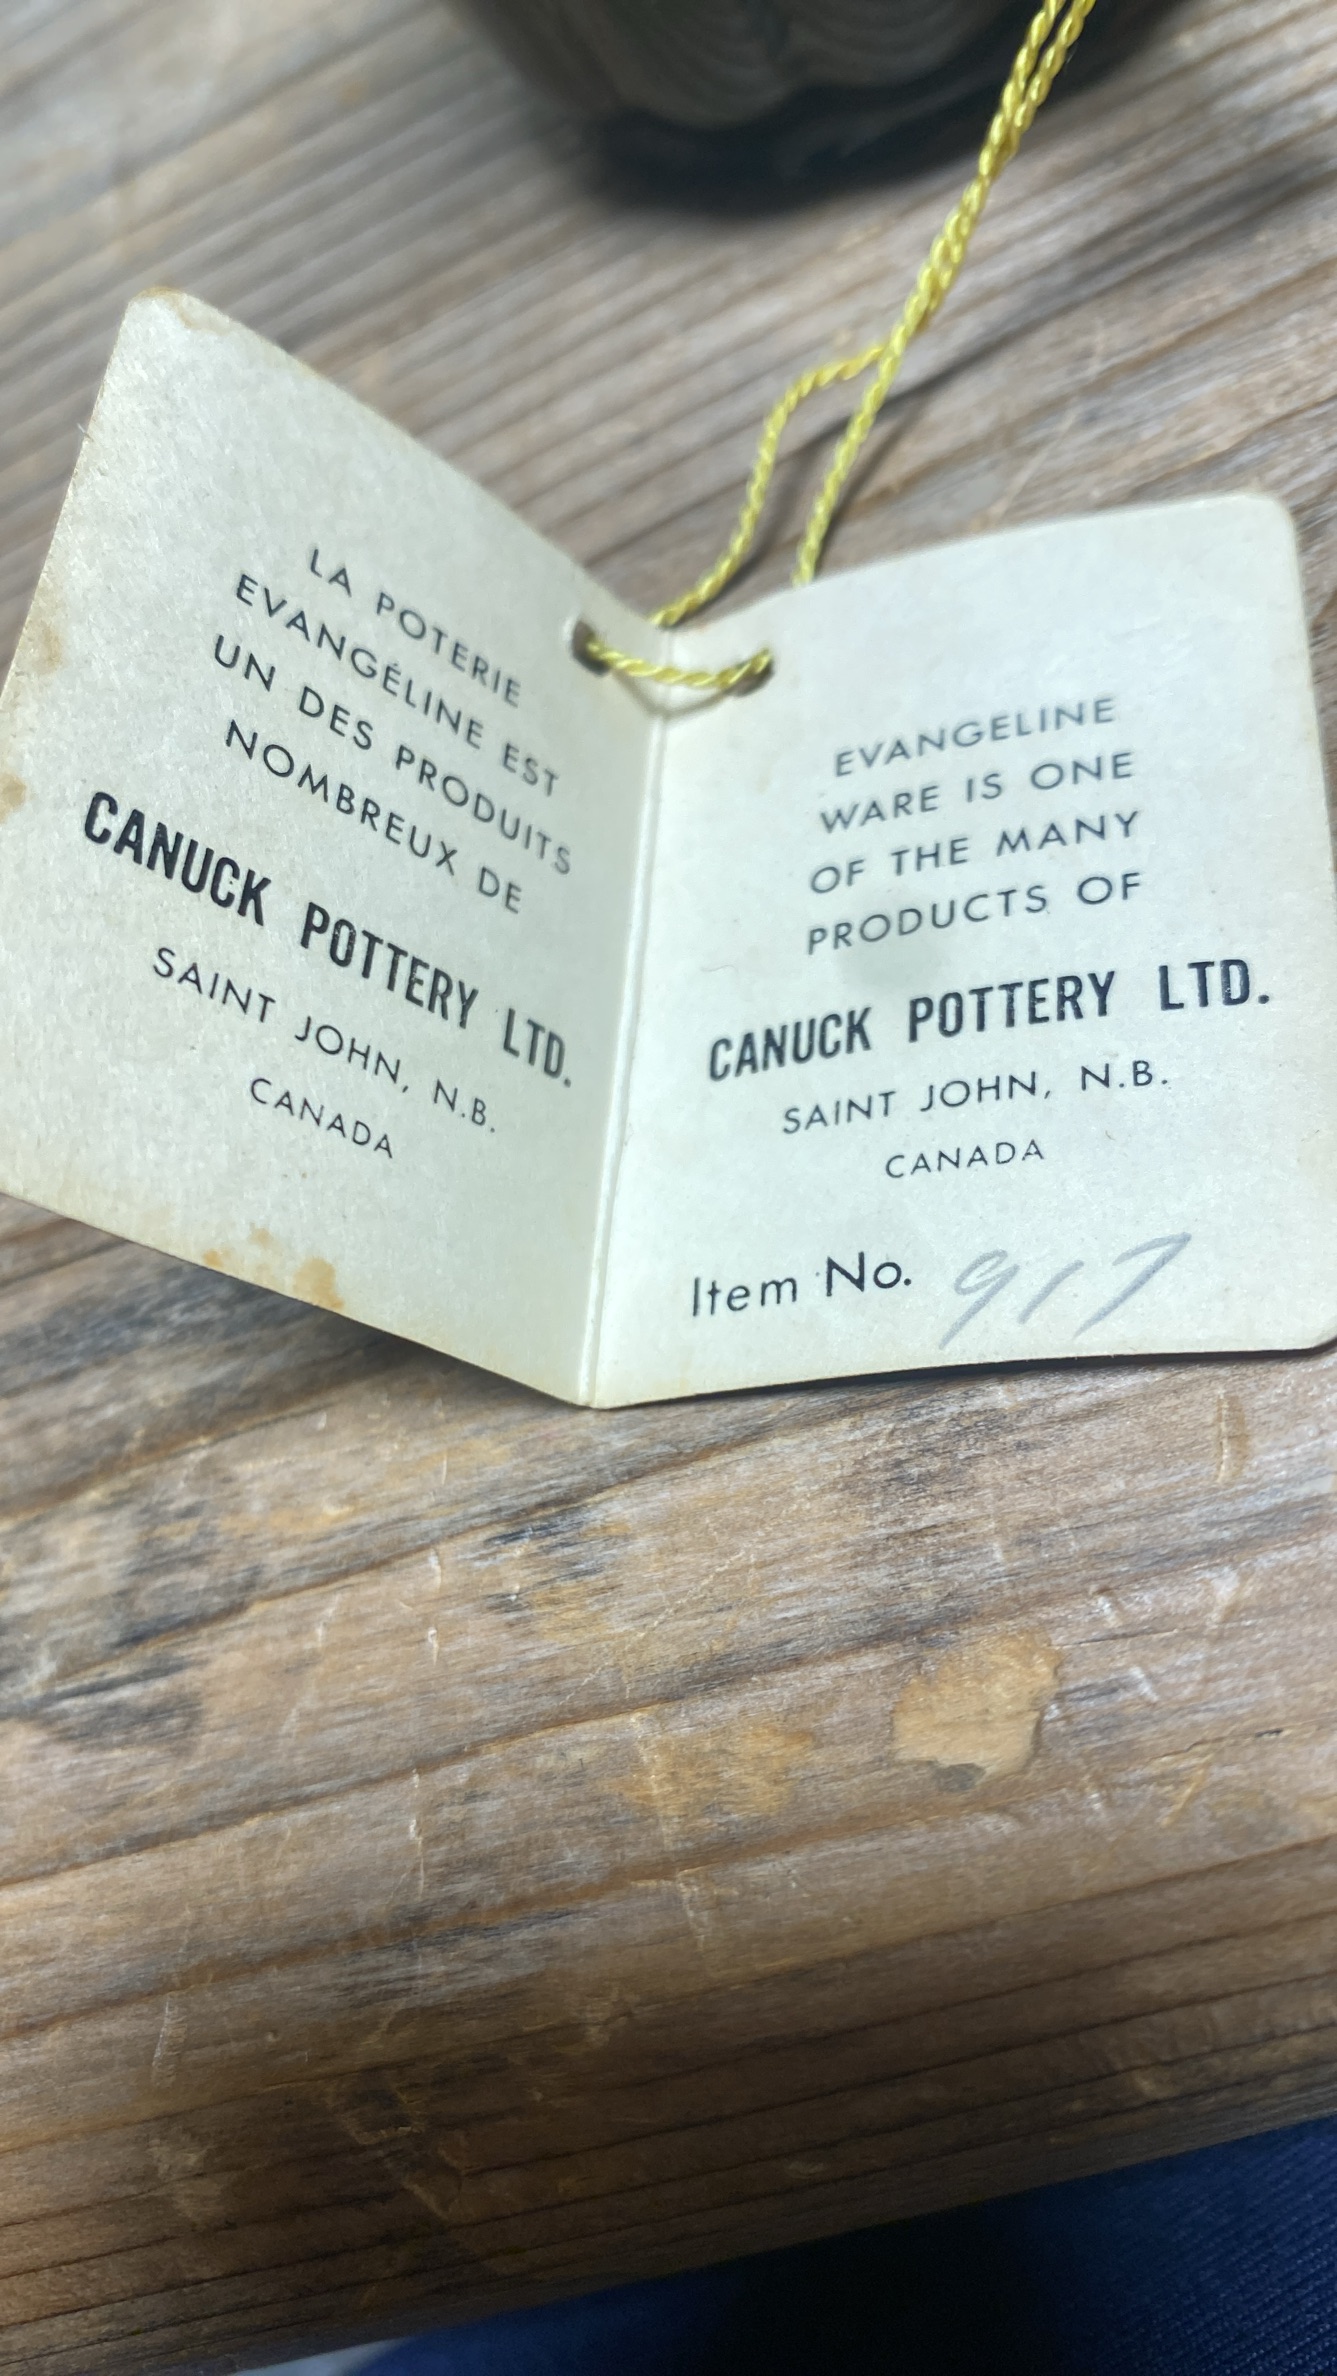 LA POTERIE
EVANGÉLINE EST
UN DES PRODUITS
NOMBREUX DE
CANUCK POTTERY LTD.
SAINT JOHN, N.B.
CANADA
EVANGELINE
WARE IS ONE
OF THE MANY
PRODUCTS OF
CANUCK POTTERY LTD.
SAINT JOHN, N.B.
CANADA
Item No. 917